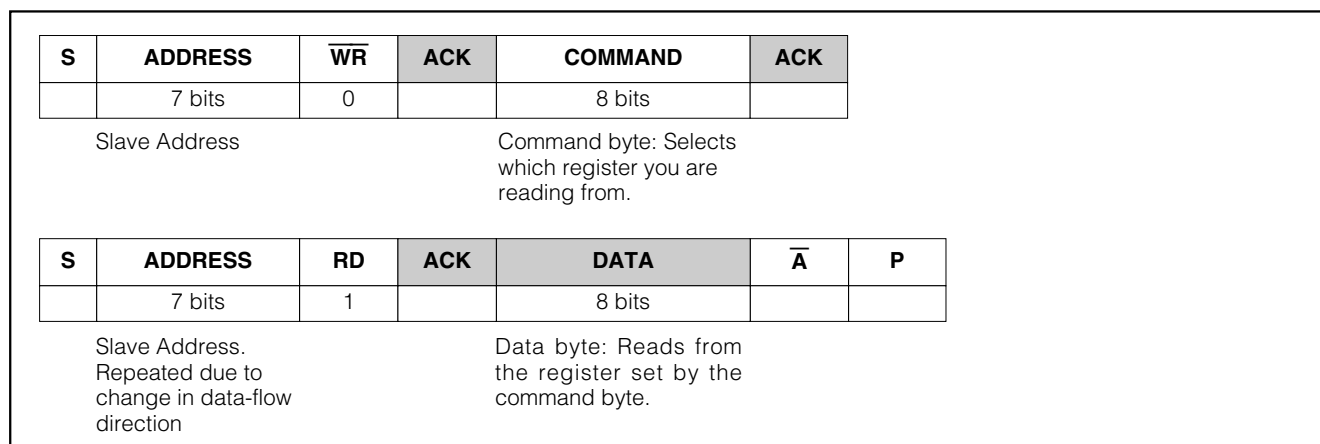 S ADDRESS W̅R̅ ACK COMMAND ACK
7 bits 0 8 bits
Slave Address
Command byte: Selects
which register you are
reading from.
S ADDRESS RD ACK DATA A̅ P
7 bits 1 8 bits
Slave Address.
Repeated due to
change in data-flow
direction
Data byte: Reads from
the register set by the
command byte.